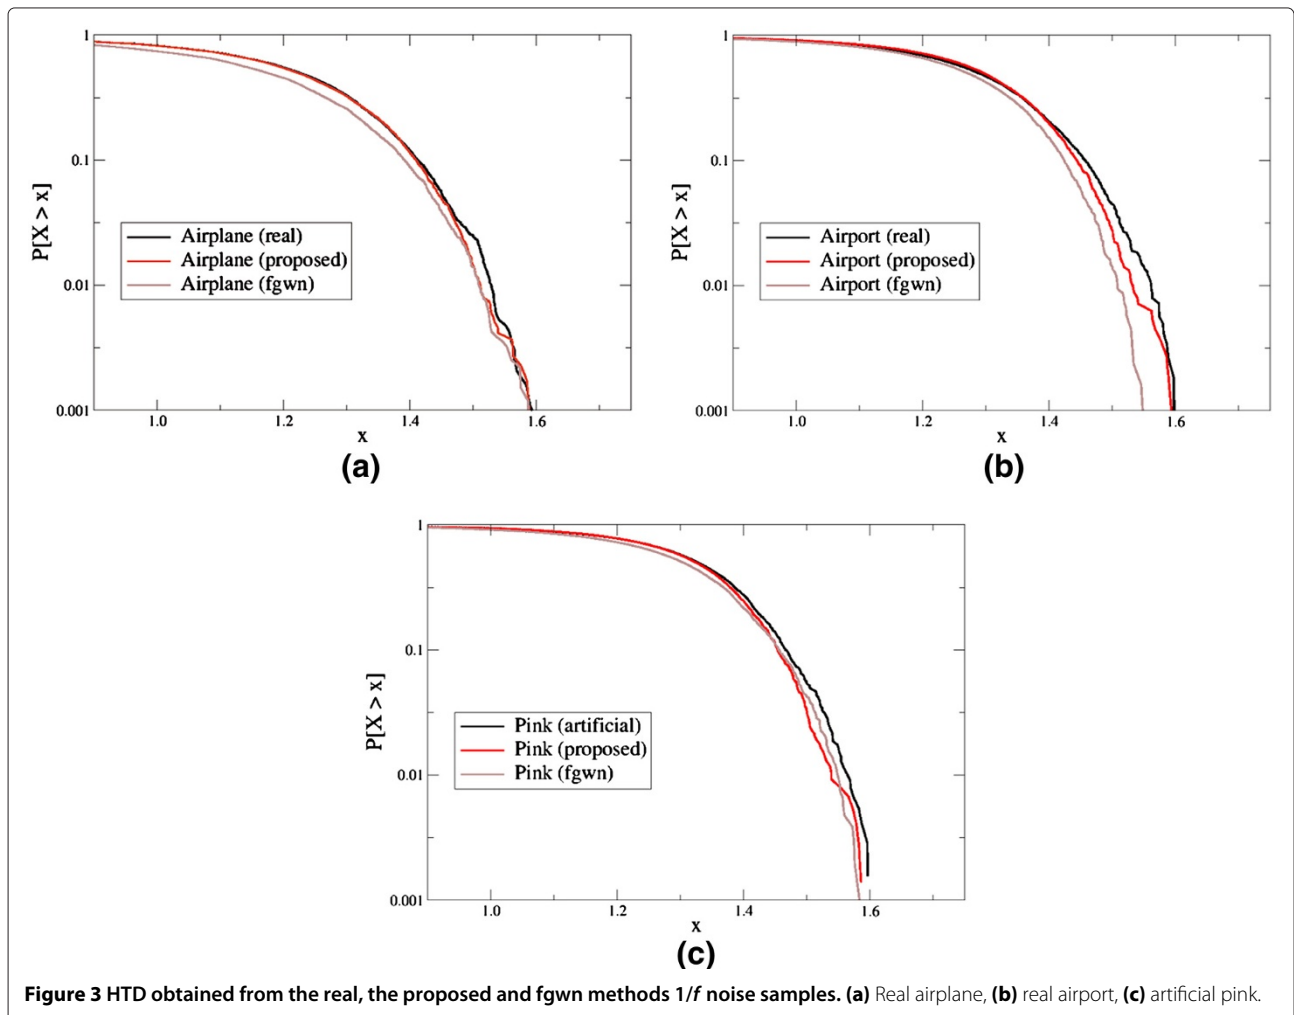 1
0.1
0.01
0.001
P[X > x]
Airplane (real)
Airplane (proposed)
Airplane (fgwn)
1.0 1.2 1.4 1.6
x
(a)
1
0.1
0.01
0.001
P[X > x]
Airport (real)
Airport (proposed)
Airport (fgwn)
1.0 1.2 1.4 1.6
x
(b)
1
0.1
0.01
0.001
P[X > x]
Pink (artificial)
Pink (proposed)
Pink (fgwn)
1.0 1.2 1.4 1.6
x
(c)
Figure 3 HTD obtained from the real, the proposed and fgwn methods 1/f noise samples. (a) Real airplane, (b) real airport, (c) artificial pink.